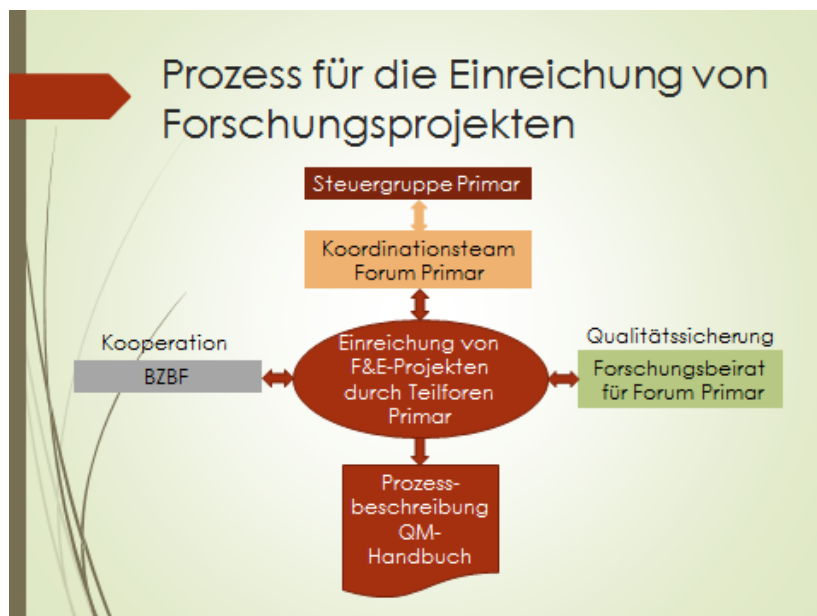 Prozess für die Einreichung von
Forschungsprojekten
Steuergruppe Primar
Koordinationsteam
Forum Primar
Kooperation
BZBF
Einreichung von
F&E-Projekten
durch Teilforen
Primar
Qualitätssicherung
Forschungsbeirat
für Forum Primar
Prozess-
beschreibung
QM-
Handbuch